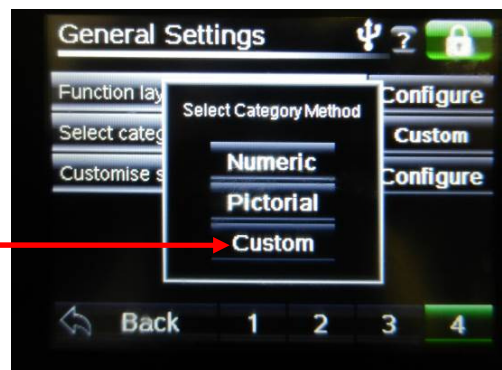 General Settings ?
Function lay Configure
Select Category Method
Select categ Custom
Numeric
Customise s Configure
Pictorial
Custom
Back 1 2 3 4